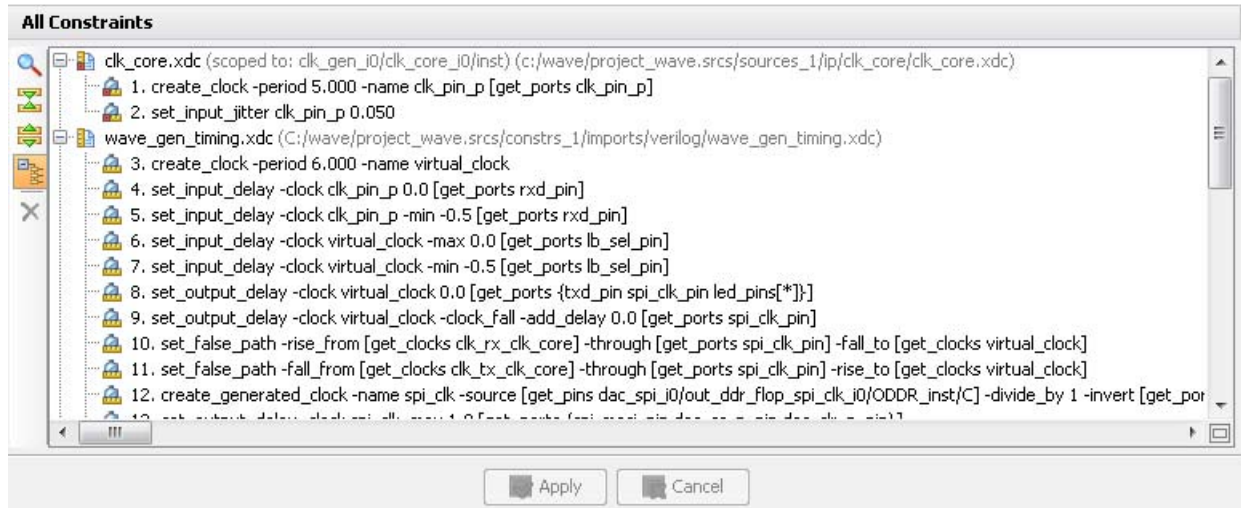 All Constraints
clk_core.xdc (scoped to: clk_gen_i0/clk_core_i0/inst) (c:/wave/project_wave.srcs/sources_1/ip/clk_core/clk_core.xdc)
1. create_clock -period 5.000 -name clk_pin_p [get_ports clk_pin_p]
2. set_input_jitter clk_pin_p 0.050
wave_gen_timing.xdc (C:/wave/project_wave.srcs/constrs_1/imports/verilog/wave_gen_timing.xdc)
3. create_clock -period 6.000 -name virtual_clock
4. set_input_delay -clock clk_pin_p 0.0 [get_ports rxd_pin]
5. set_input_delay -clock clk_pin_p -min -0.5 [get_ports rxd_pin]
6. set_input_delay -clock virtual_clock -max 0.0 [get_ports lb_sel_pin]
7. set_input_delay -clock virtual_clock -min -0.5 [get_ports lb_sel_pin]
8. set_output_delay -clock virtual_clock 0.0 [get_ports {txd_pin spi_clk_pin led_pins[*]}]
9. set_output_delay -clock virtual_clock -clock_fall -add_delay 0.0 [get_ports spi_clk_pin]
10. set_false_path -rise_from [get_clocks clk_rx_clk_core] -through [get_ports spi_clk_pin] -fall_to [get_clocks virtual_clock]
11. set_false_path -fall_from [get_clocks clk_tx_clk_core] -through [get_ports spi_clk_pin] -rise_to [get_clocks virtual_clock]
12. create_generated_clock -name spi_clk -source [get_pins dac_spi_i0/out_ddr_flop_spi_clk_i0/ODDR_inst/C] -divide_by 1 -invert [get_por
Apply
Cancel